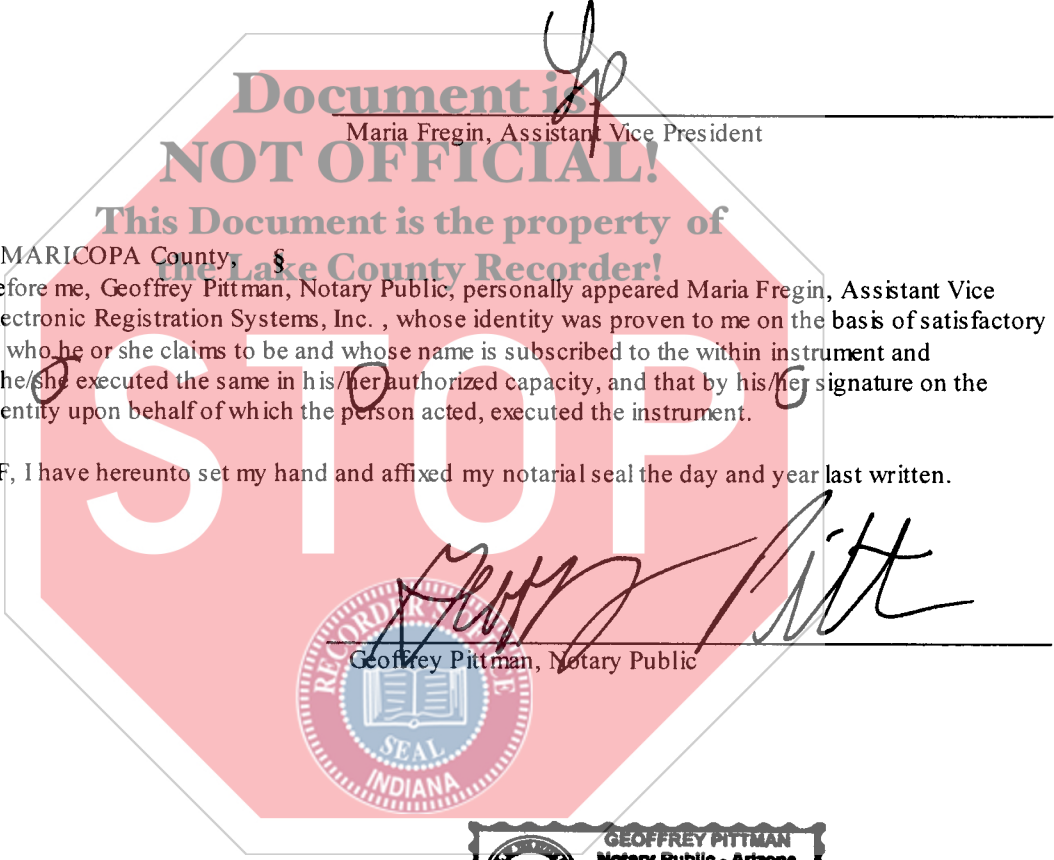 Document is
Maria Fregin, Assistant Vice President
NOT OFFICIAL!
This Document is the property of
MARICOPA County, §
the Lake County Recorder!
efore me, Geoffrey Pittman, Notary Public, personally appeared Maria Fregin, Assistant Vice
ectronic Registration Systems, Inc. , whose identity was proven to me on the basis of satisfactory
who he or she claims to be and whose name is subscribed to the within instrument and
he/she executed the same in his/her authorized capacity, and that by his/her signature on the
entity upon behalf of which the person acted, executed the instrument.
STOP
F, I have hereunto set my hand and affixed my notarial seal the day and year last written.
Geoffrey Pittman, Notary Public
RECORDER'S OFFICE
SEAL
INDIANA
GEOFFREY PITTMAN
Notary Public - Arizona